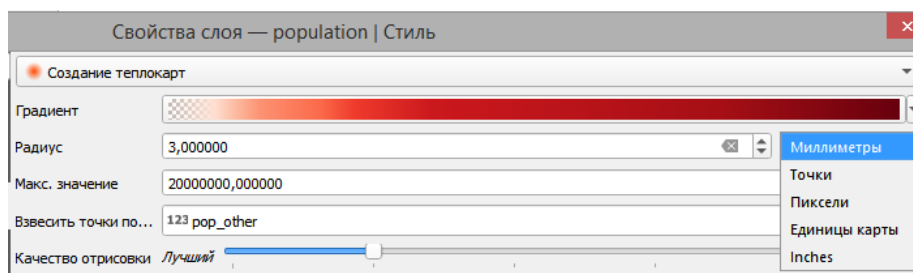 Свойства слоя — population | Стиль
Создание теплокарт
Градиент
Радиус 3,000000 Миллиметры
Точки
Макс. значение 20000000,000000
Пиксели
Взвесить точки по... 123 pop_other
Единицы карты
Качество отрисовки Лучший Inches